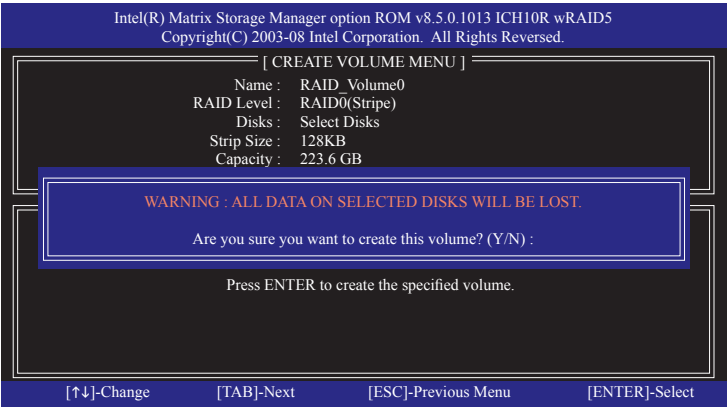 Intel(R) Matrix Storage Manager option ROM v8.5.0.1013 ICH10R wRAID5
Copyright(C) 2003-08 Intel Corporation. All Rights Reversed.
[ CREATE VOLUME MENU ]
Name : RAID_Volume0
RAID Level : RAID0(Stripe)
Disks : Select Disks
Strip Size : 128KB
Capacity : 223.6 GB
WARNING : ALL DATA ON SELECTED DISKS WILL BE LOST.
Are you sure you want to create this volume? (Y/N) :
Press ENTER to create the specified volume.
[↑↓]-Change [TAB]-Next [ESC]-Previous Menu [ENTER]-Select